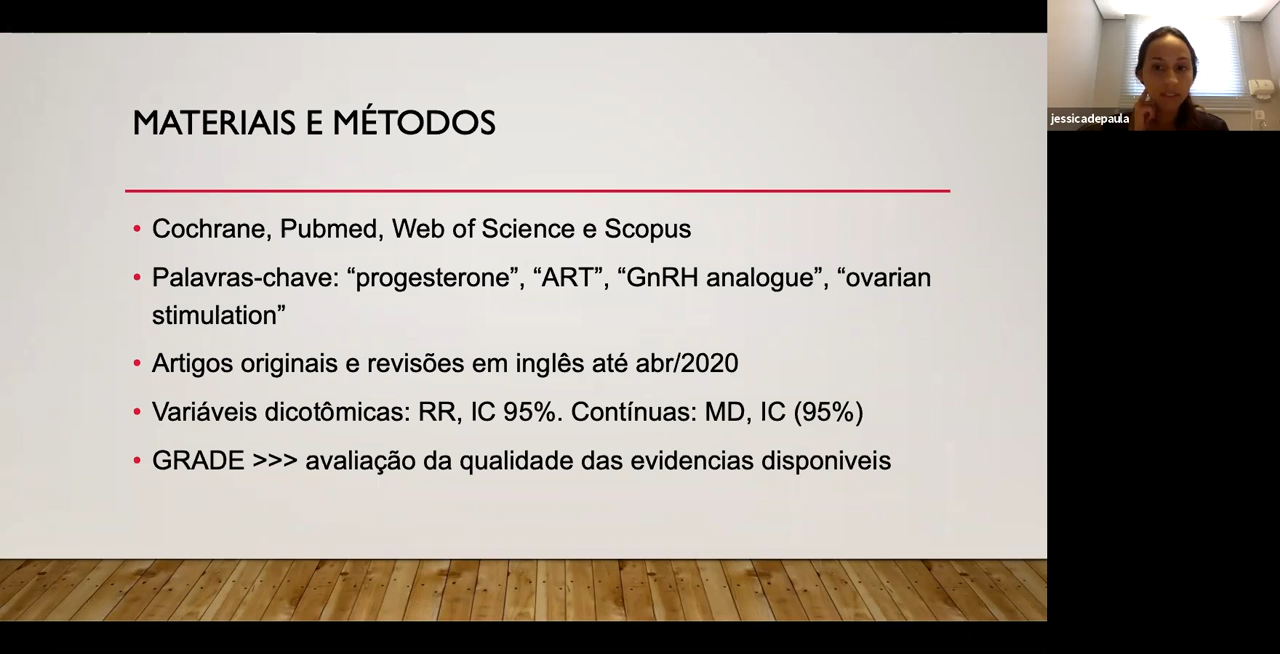 MATERIAIS E MÉTODOS
• Cochrane, Pubmed, Web of Science e Scopus
• Palavras-chave: “progesterone”, “ART”, “GnRH analogue”, “ovarian
stimulation”
• Artigos originais e revisões em inglês até abr/2020
• Variáveis dicotômicas: RR, IC 95%. Contínuas: MD, IC (95%)
• GRADE >>> avaliação da qualidade das evidencias disponiveis
jessicadepaula